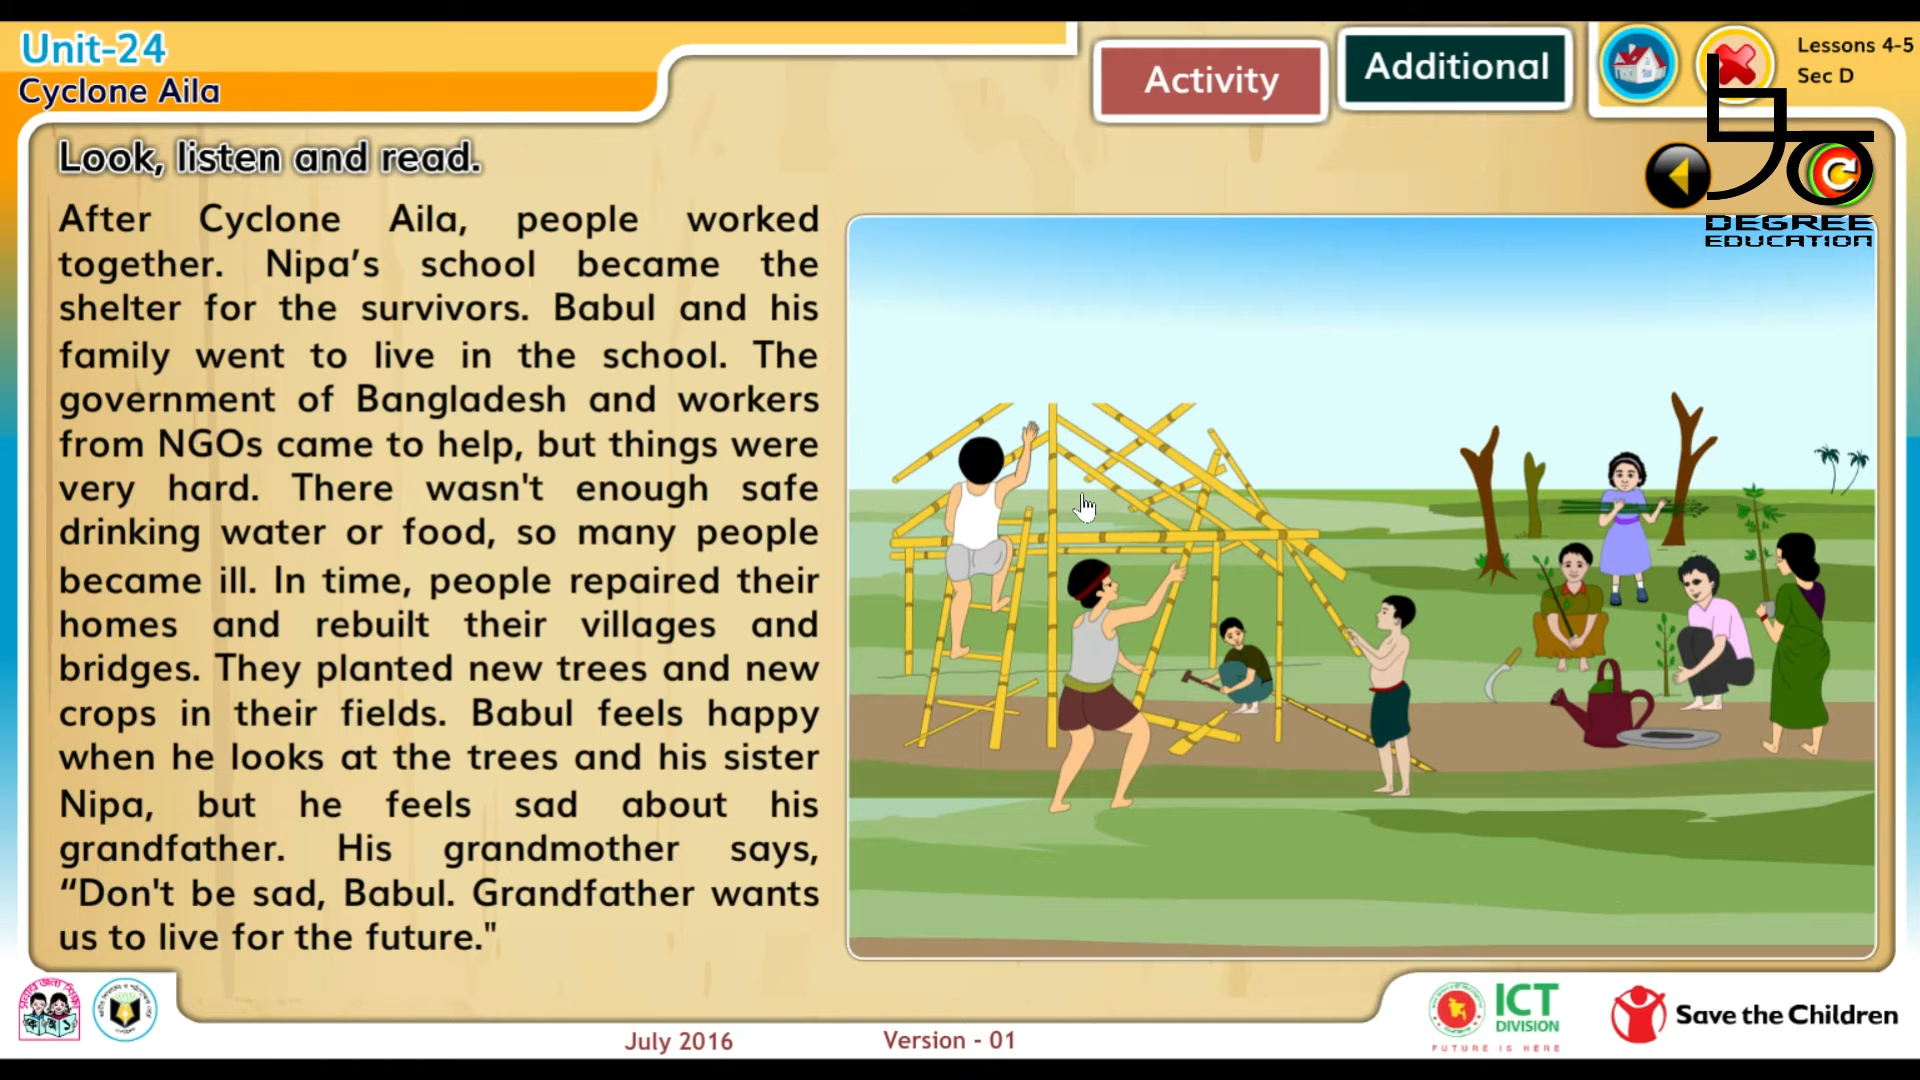 Unit-24
Cyclone Aila
Activity
Additional
Lessons 4-5
Sec D
DEGREE
EDUCATION
Look, listen and read.
After Cyclone Aila, people worked
together. Nipa’s school became the
shelter for the survivors. Babul and his
family went to live in the school. The
government of Bangladesh and workers
from NGOs came to help, but things were
very hard. There wasn't enough safe
drinking water or food, so many people
became ill. In time, people repaired their
homes and rebuilt their villages and
bridges. They planted new trees and new
crops in their fields. Babul feels happy
when he looks at the trees and his sister
Nipa, but he feels sad about his
grandfather. His grandmother says,
“Don't be sad, Babul. Grandfather wants
us to live for the future."
July 2016
Version - 01
ICT
DIVISION
FUTURE IS HERE
Save the Children